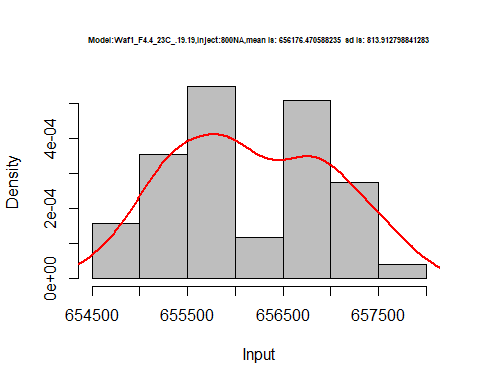 Model:Waf1_F4.4_23C_.19.19,Inject:800NA,mean is: 656176.470588235 sd is: 813.912798841283
Density
4e-04
2e-04
0e+00
654500 655500 656500 657500
Input